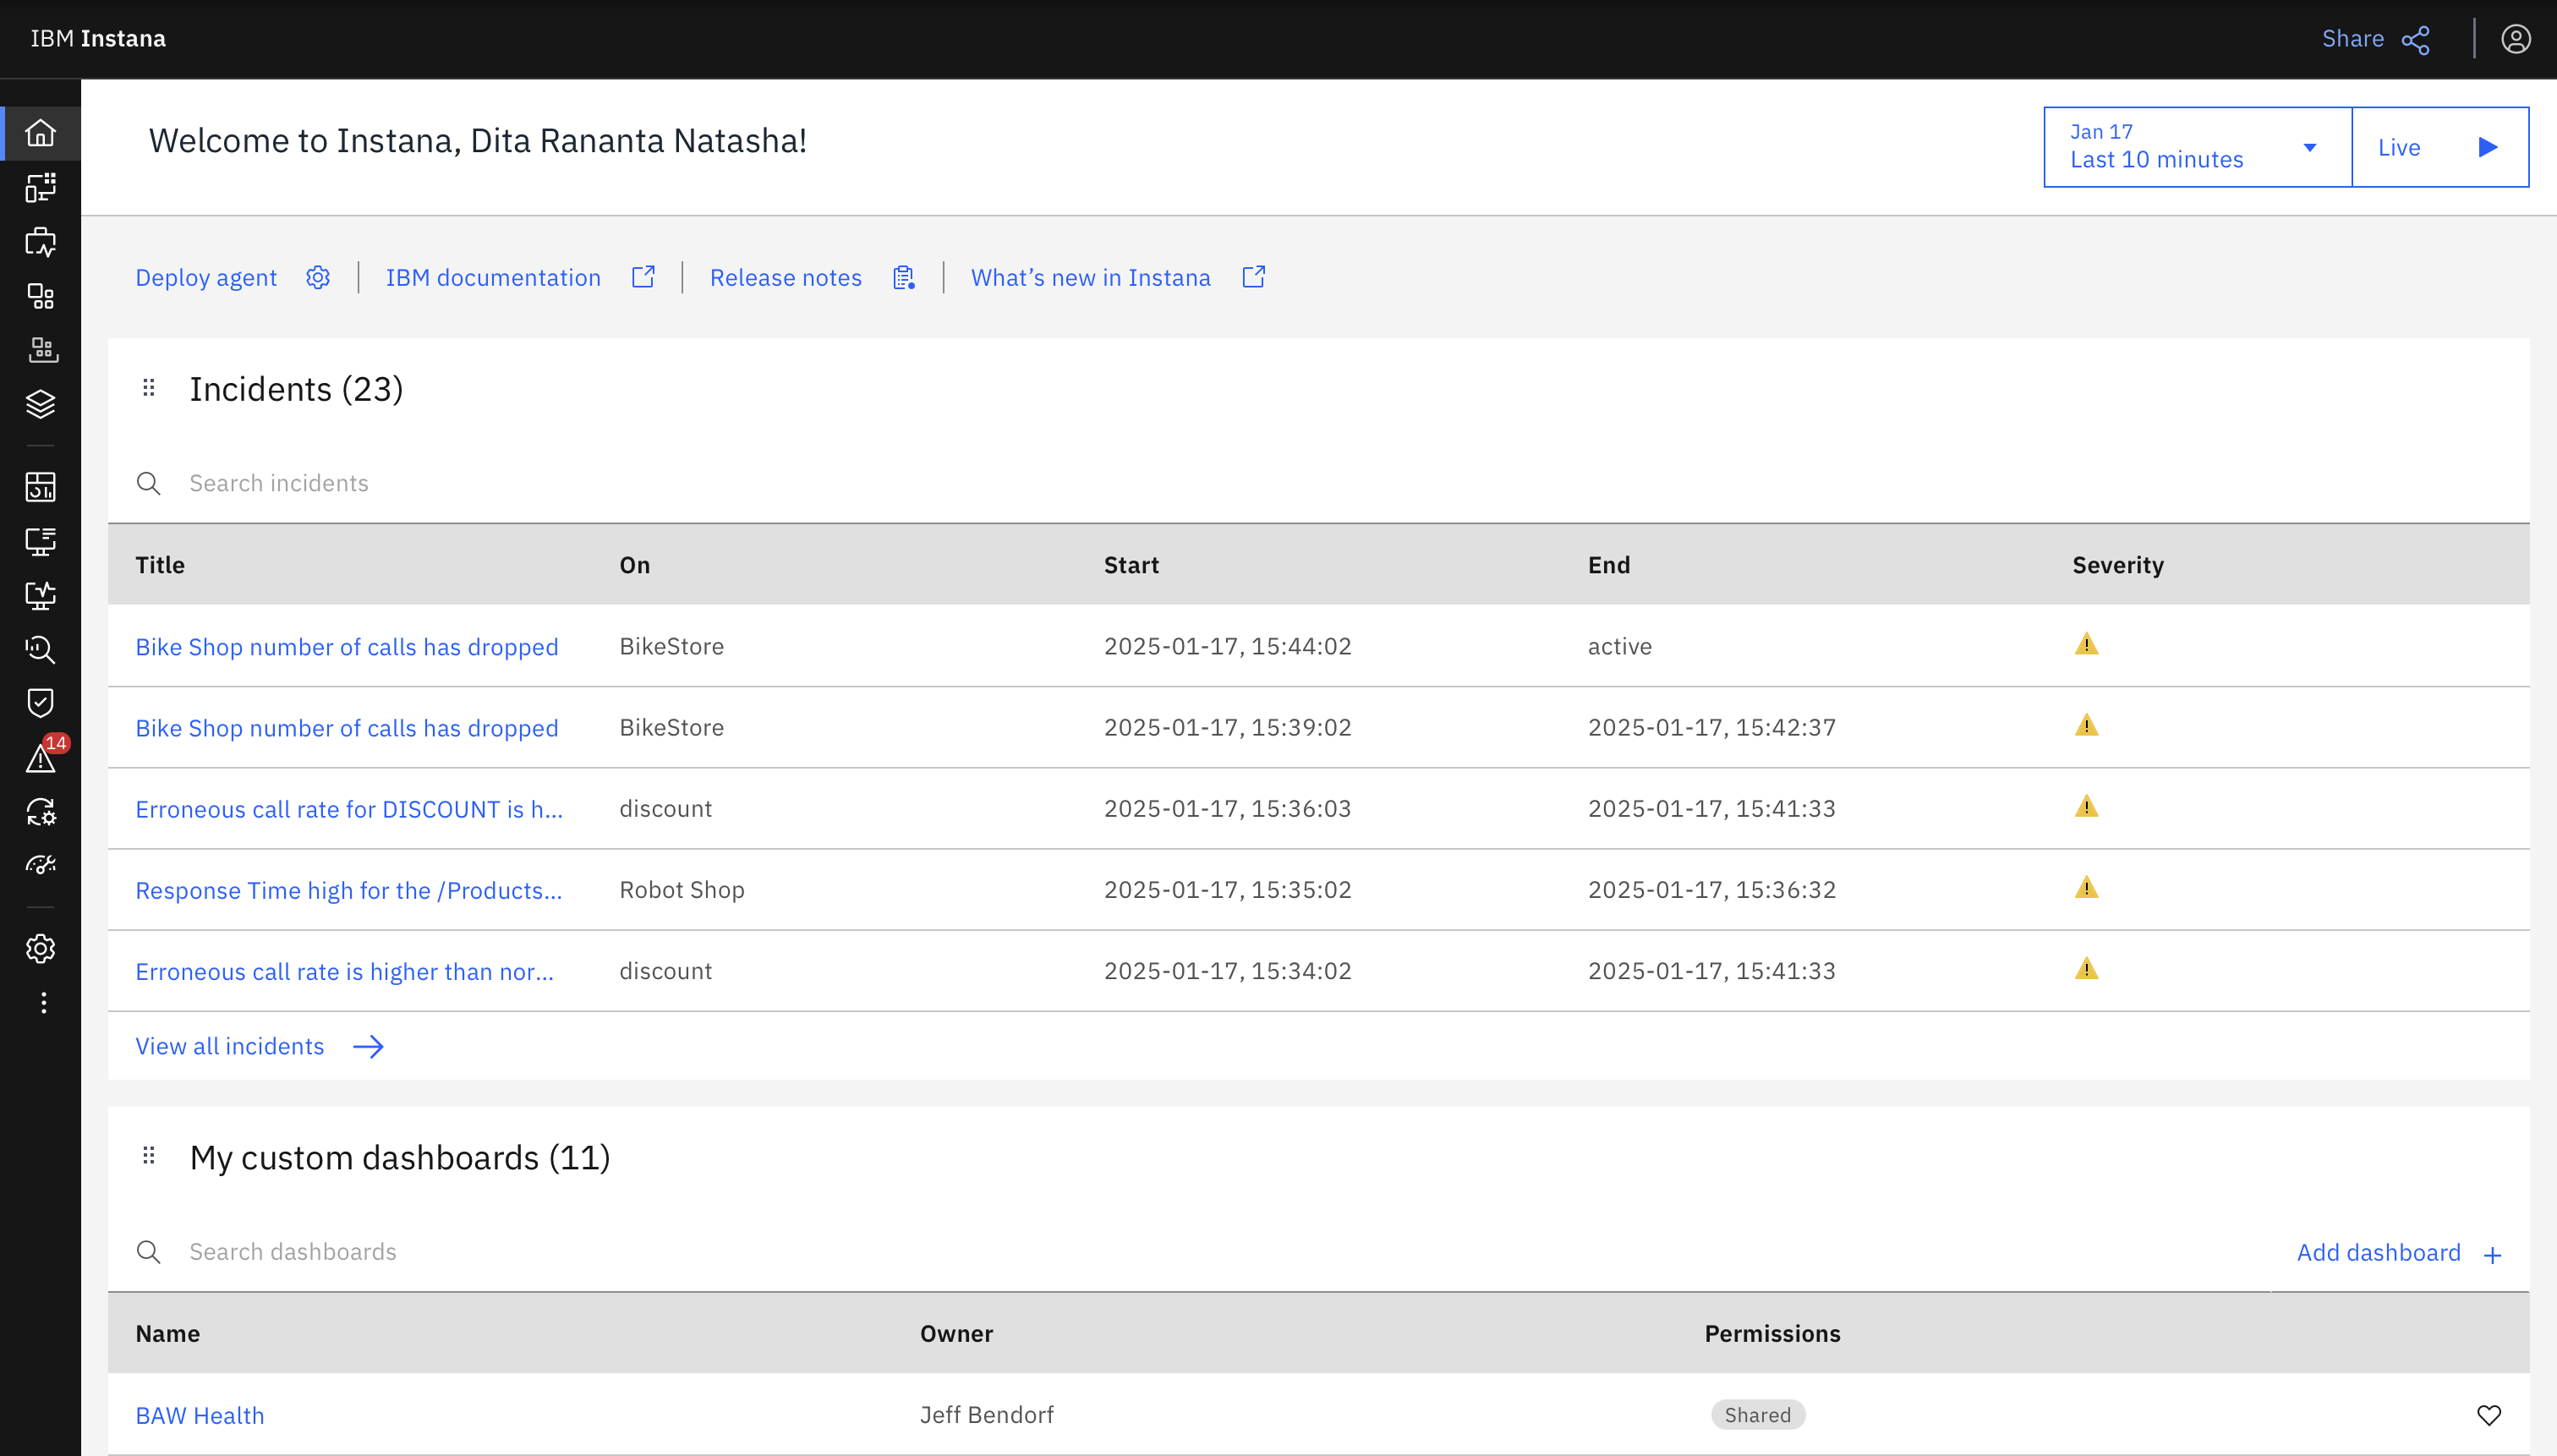 IBM Instana
Share
Welcome to Instana, Dita Rananta Natasha!
Jan 17
Last 10 minutes
Live
Deploy agent
IBM documentation
Release notes
What’s new in Instana
Incidents (23)
Search incidents
Title On Start End Severity
Bike Shop number of calls has dropped BikeStore 2025-01-17, 15:44:02 active
Bike Shop number of calls has dropped BikeStore 2025-01-17, 15:39:02 2025-01-17, 15:42:37
Erroneous call rate for DISCOUNT is h... discount 2025-01-17, 15:36:03 2025-01-17, 15:41:33
14
Response Time high for the /Products... Robot Shop 2025-01-17, 15:35:02 2025-01-17, 15:36:32
Erroneous call rate is higher than nor... discount 2025-01-17, 15:34:02 2025-01-17, 15:41:33
View all incidents
My custom dashboards (11)
Search dashboards
Add dashboard +
Name Owner Permissions
BAW Health Jeff Bendorf Shared